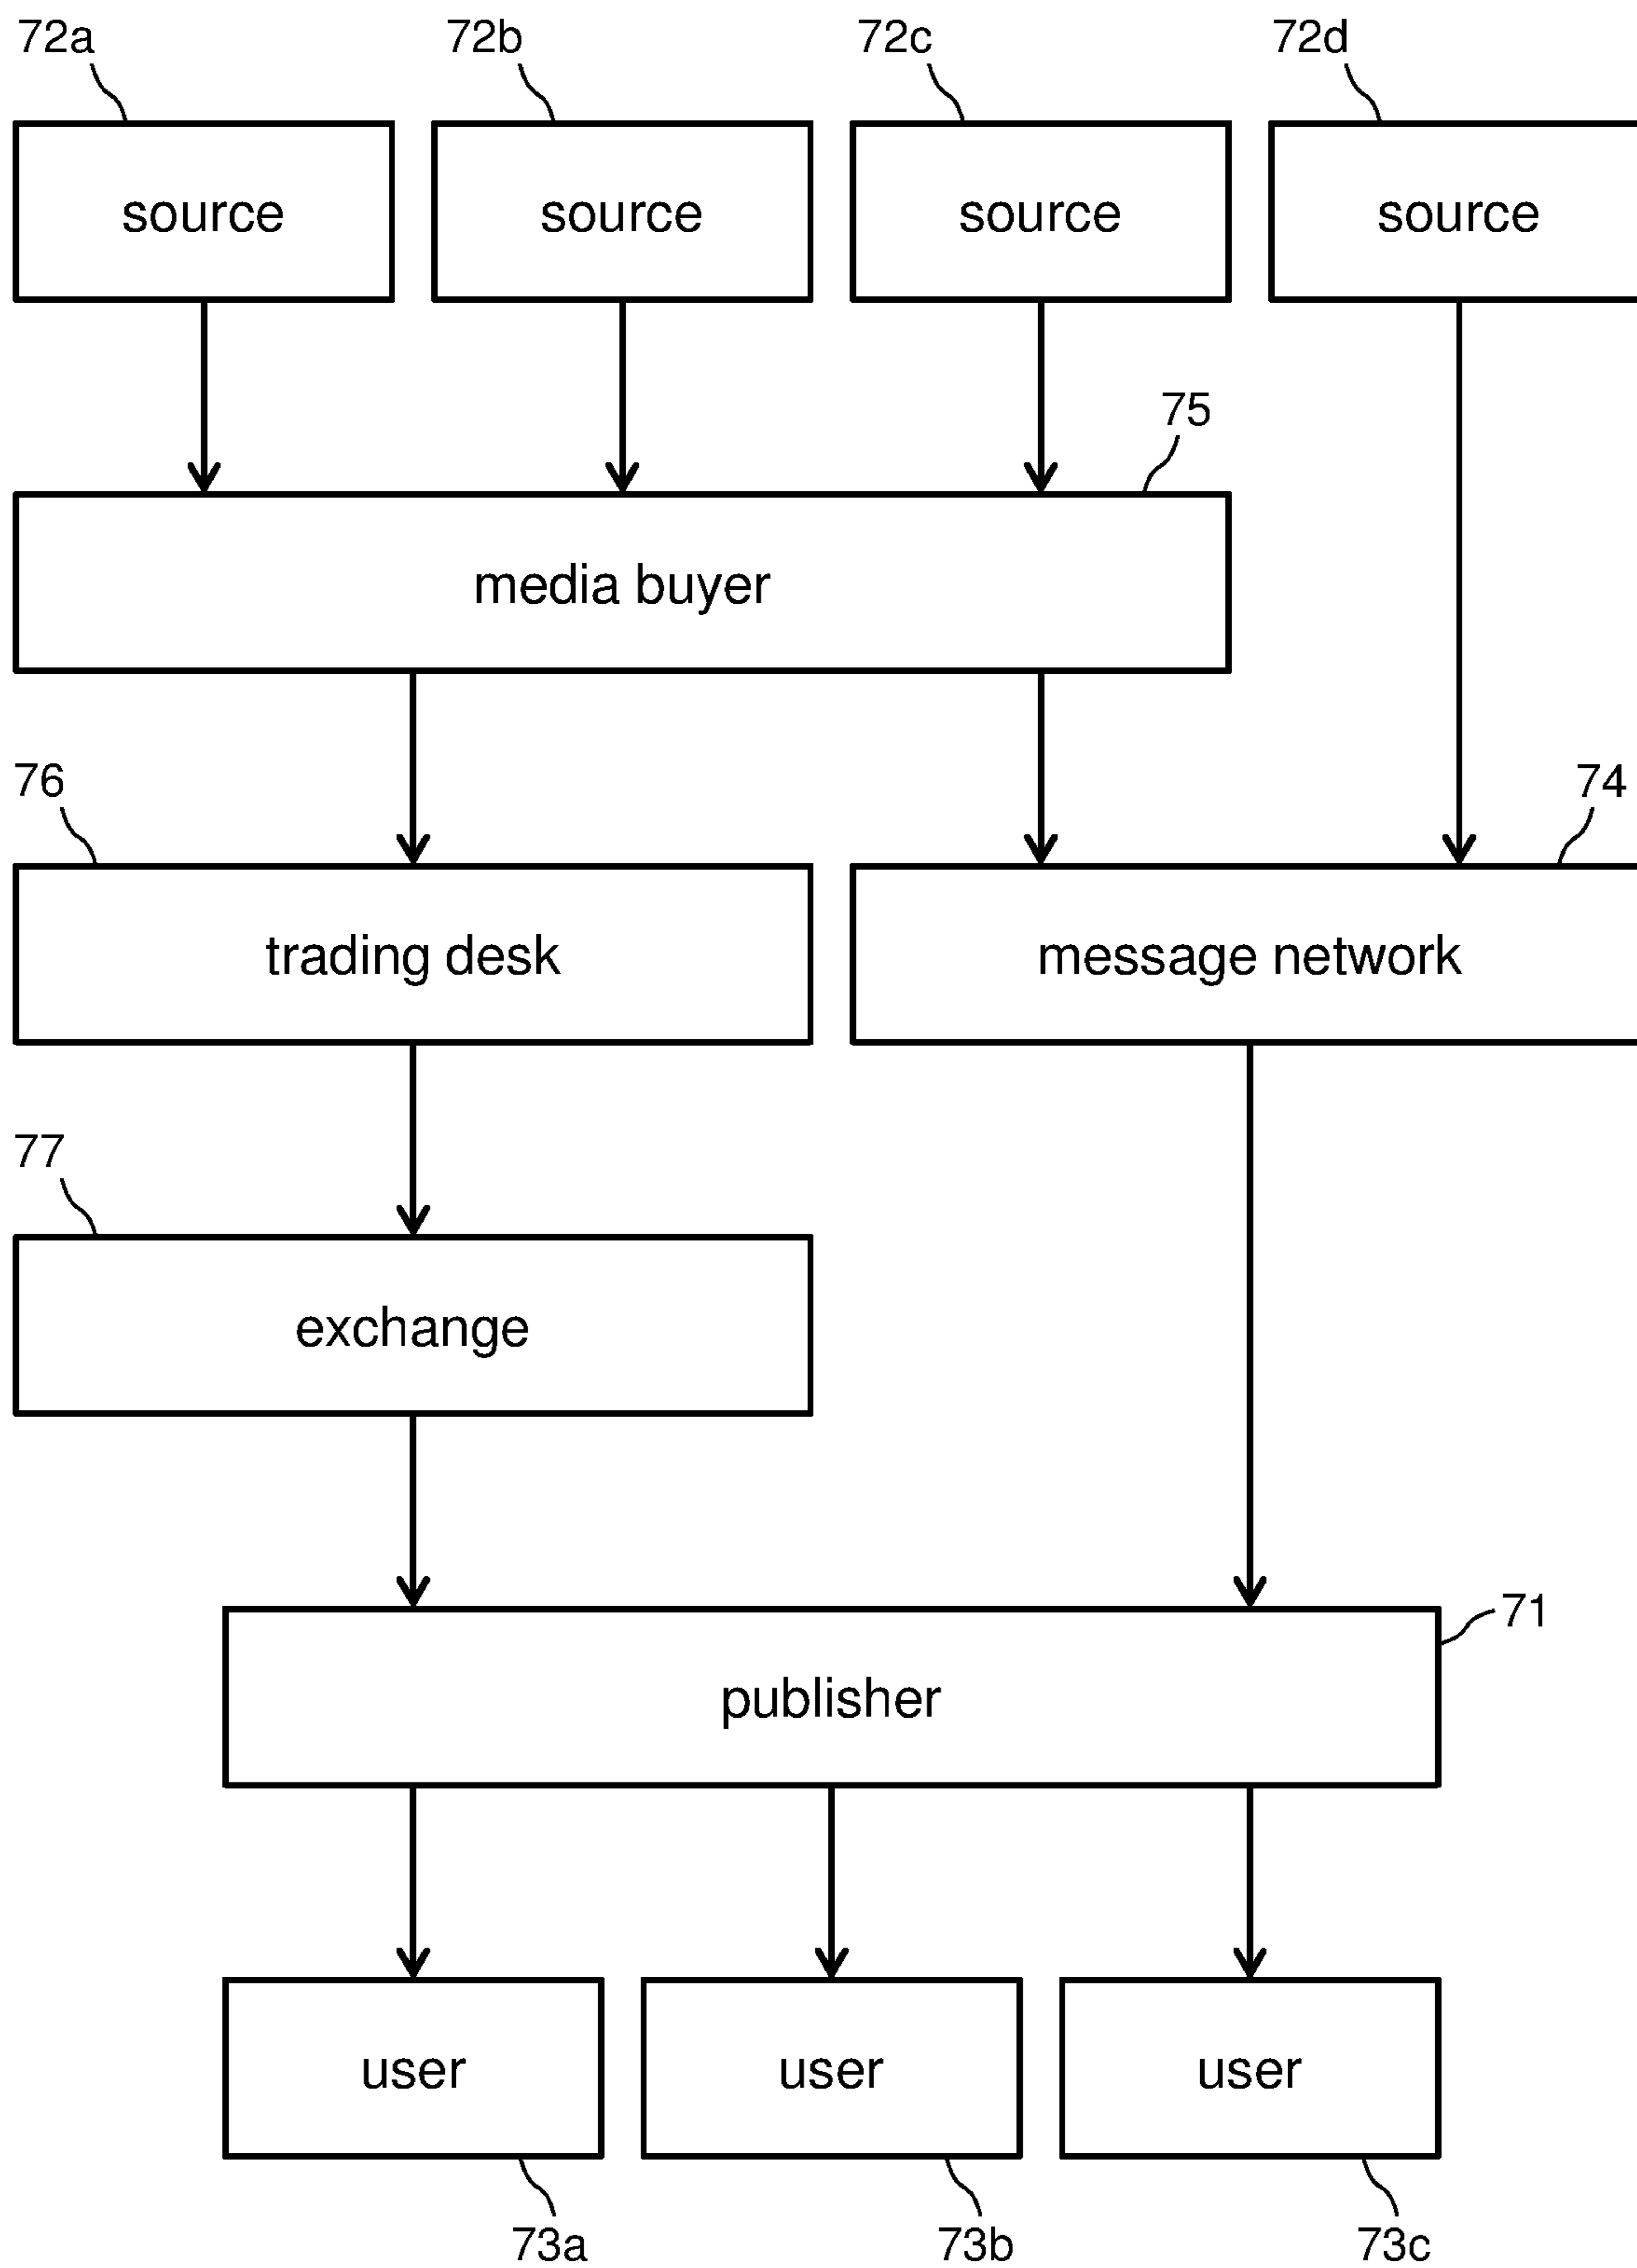 72a 72b 72c 72d
source source source source
75
media buyer
76 74
trading desk message network
77
exchange
71
publisher
user user user
73a 73b 73c